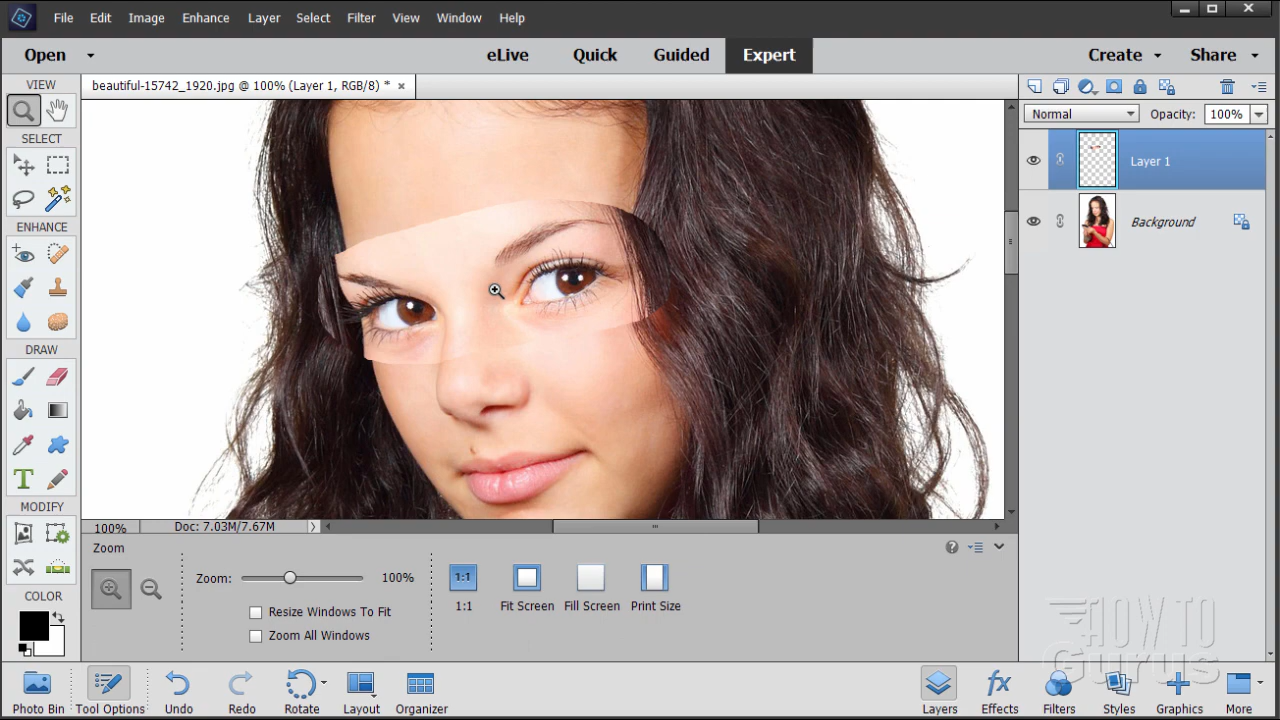 File Edit Image Enhance Layer Select Filter View Window Help
Open eLive Quick Guided Expert Create Share
VIEW
beautiful-15742_1920.jpg @ 100% (Layer 1, RGB/8) *
Normal Opacity: 100%
SELECT
Layer 1
Background
ENHANCE
DRAW
T
MODIFY
100% Doc: 7.03M/7.67M
Zoom
Zoom: 100%
1:1
1:1 Fit Screen Fill Screen Print Size
Resize Windows To Fit
Zoom All Windows
COLOR
HOW TO
Gurus
fx
Photo Bin Tool Options Undo Redo Rotate Layout Organizer Layers Effects Filters Styles Graphics More